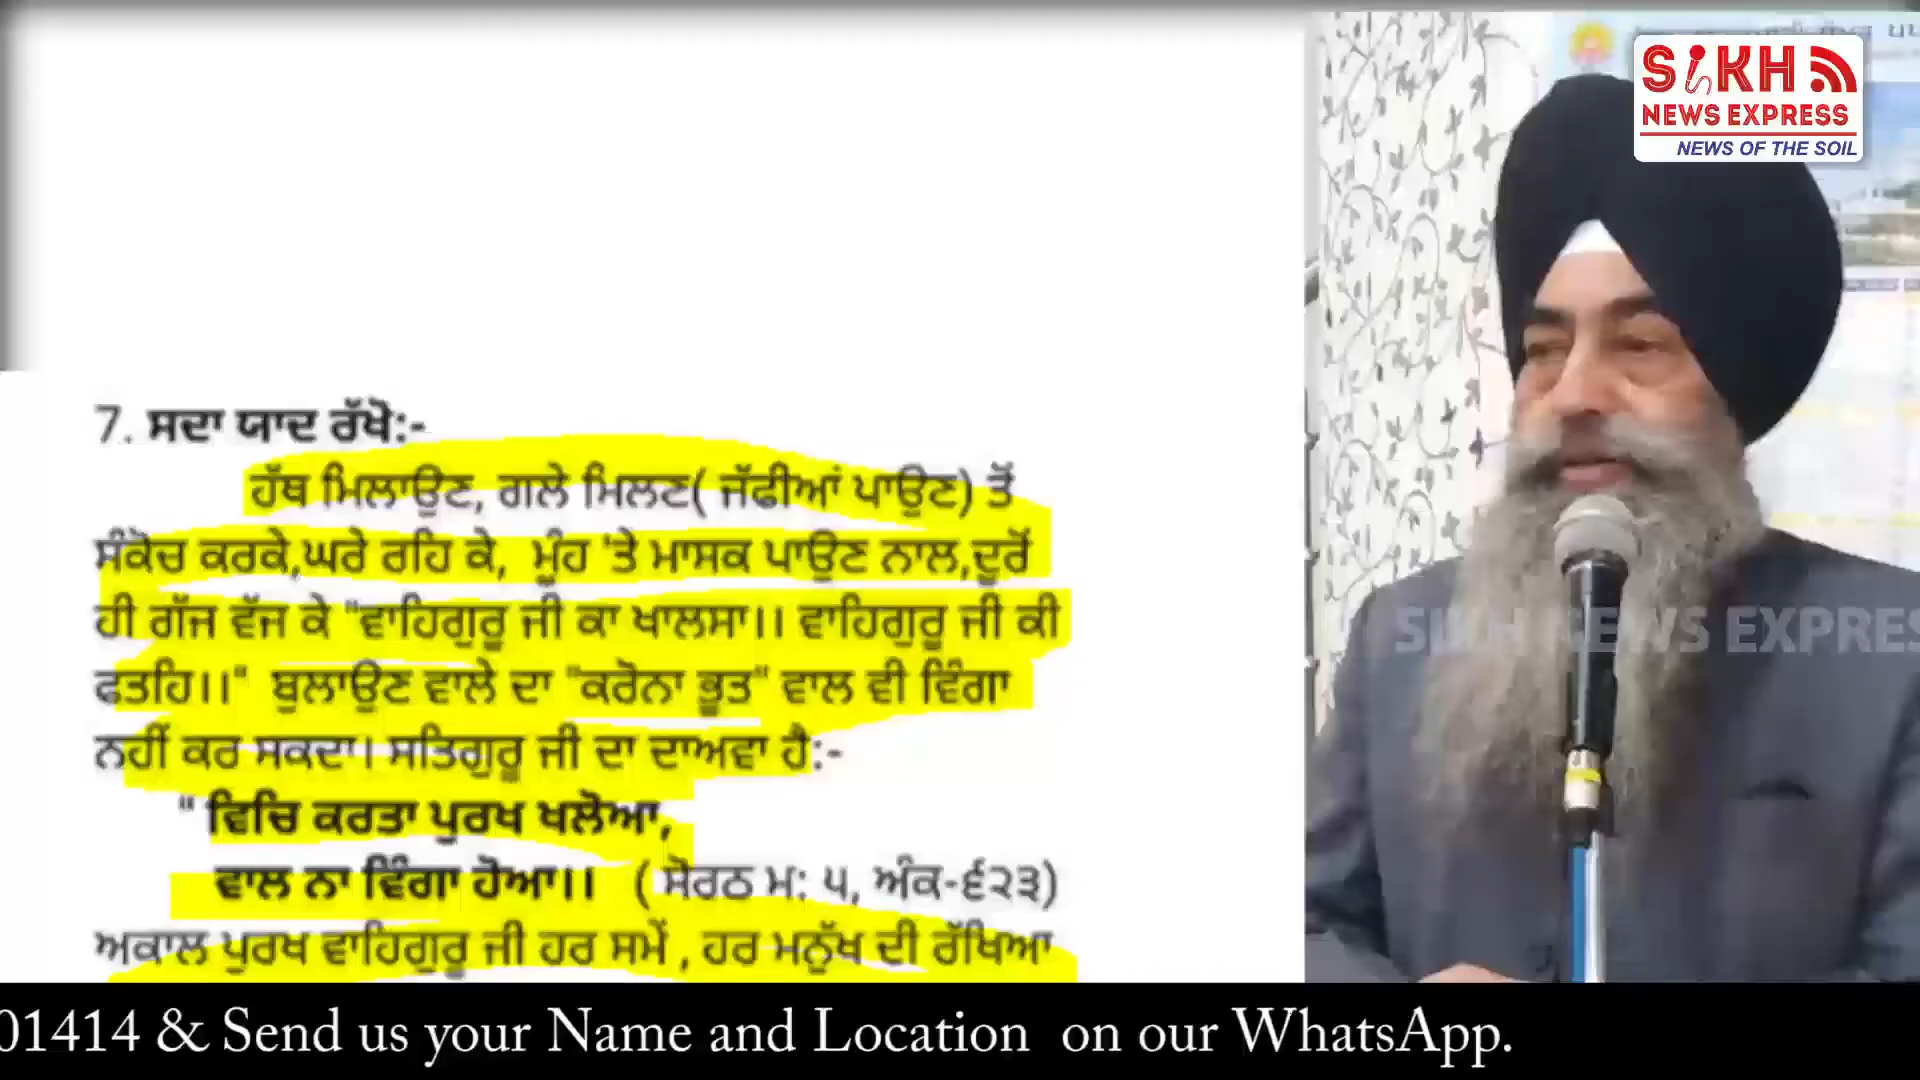 SIKH
NEWS EXPRESS
NEWS OF THE SOIL
7. ਸਦਾ ਯਾਦ ਰੱਖੋ:-
ਹੱਥ ਮਿਲਾਉਣ, ਗਲੇ ਮਿਲਣ( ਜੱਫੀਆਂ ਪਾਉਣ) ਤੋਂ
ਸੰਕੋਚ ਕਰਕੇ,ਘਰੇ ਰਹਿ ਕੇ, ਮੂੰਹ 'ਤੇ ਮਾਸਕ ਪਾਉਣ ਨਾਲ,ਦੂਰੋਂ
ਹੀ ਗੱਜ ਵੱਜ ਕੇ "ਵਾਹਿਗੁਰੂ ਜੀ ਕਾ ਖਾਲਸਾ।। ਵਾਹਿਗੁਰੂ ਜੀ ਕੀ
ਫਤਹਿ।।" ਬੁਲਾਉਣ ਵਾਲੇ ਦਾ "ਕਰੋਨਾ ਭੂਤ" ਵਾਲ ਵੀ ਵਿੰਗਾ
ਨਹੀਂ ਕਰ ਸਕਦਾ। ਸਤਿਗੁਰੂ ਜੀ ਦਾ ਦਾਅਵਾ ਹੈ:-
" ਵਿਚਿ ਕਰਤਾ ਪੁਰਖ ਖਲੋਆ,
ਵਾਲ ਨਾ ਵਿੰਗਾ ਹੋਆ।। ( ਸੋਰਠ ਮ: ੫, ਅੰਕ-੬੨੩)
ਅਕਾਲ ਪੁਰਖ ਵਾਹਿਗੁਰੂ ਜੀ ਹਰ ਸਮੇਂ , ਹਰ ਮਨੁੱਖ ਦੀ ਰੱਖਿਆ
SIKH NEWS EXPRES
01414 & Send us your Name and Location on our WhatsApp.